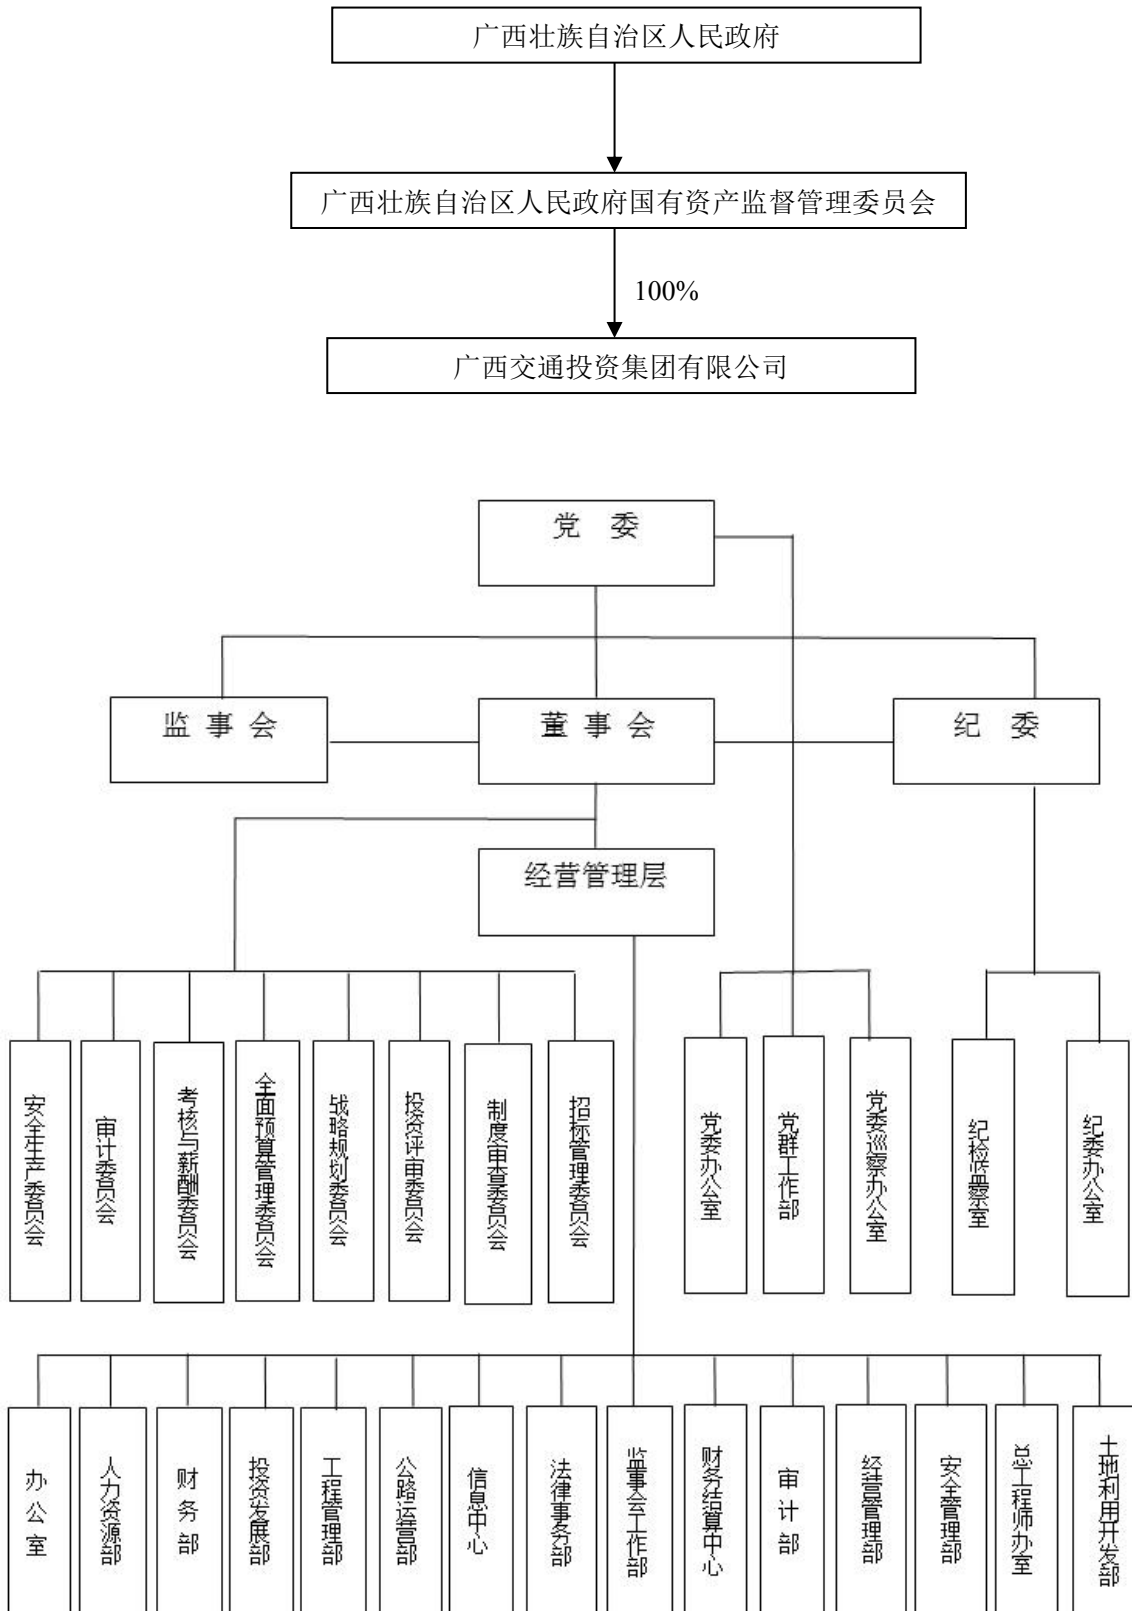 广西壮族自治区人民政府
广西壮族自治区人民政府国有资产监督管理委员会
100%
广西交通投资集团有限公司
党 委
监 事 会
董 事 会
纪 委
经营管理层
安全生产委员会
审计委员会
考核与薪酬委员会
全面预算管理委员会
战略规划委员会
投资评审委员会
制度审查委员会
招标管理委员会
党委办公室
党群工作部
党委巡察办公室
纪检监察室
纪委办公室
办公室
人力资源部
财务部
投资发展部
工程管理部
公路运营部
信息中心
法律事务部
监事会工作部
财务结算中心
审计部
经营管理部
安全管理部
总工程师办室
土地利用开发部